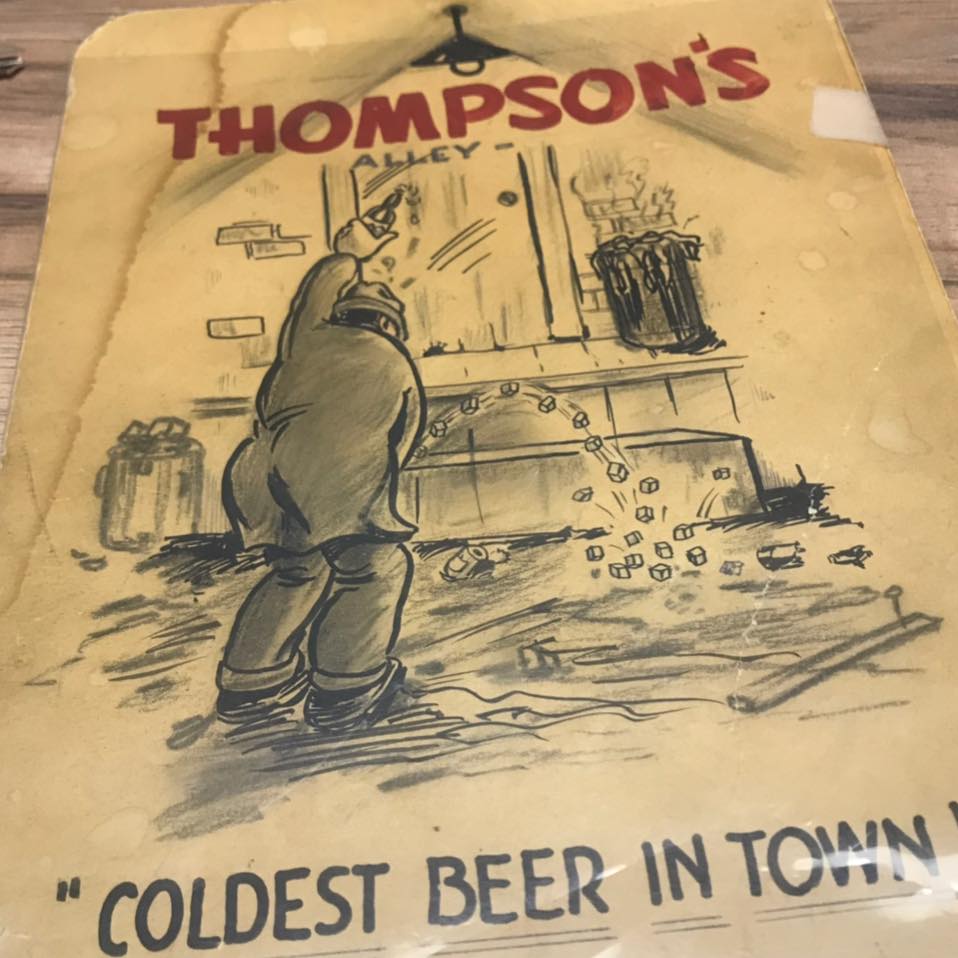 THOMPSON'S
ALLEY -
"COLDEST BEER IN TOWN